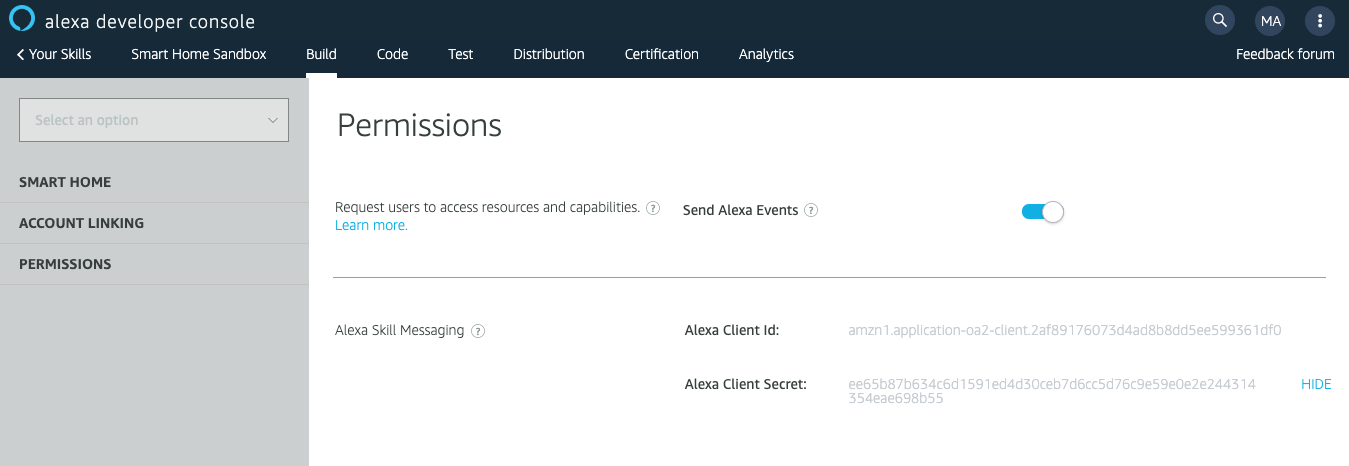 alexa developer console
MA
Your Skills Smart Home Sandbox Build Code Test Distribution Certification Analytics Feedback forum
Select an option
Permissions
SMART HOME
ACCOUNT LINKING
PERMISSIONS
Request users to access resources and capabilities. ?
Learn more.
Send Alexa Events ?
Alexa Skill Messaging ?
Alexa Client Id: amzn1.application-oa2-client.2af89176073d4ad8b8dd5ee599361df0
Alexa Client Secret: ee65b87b634c6d1591ed4d30ceb7d6cc5d76c9e59e0e2e244314
354eae698b55
HIDE